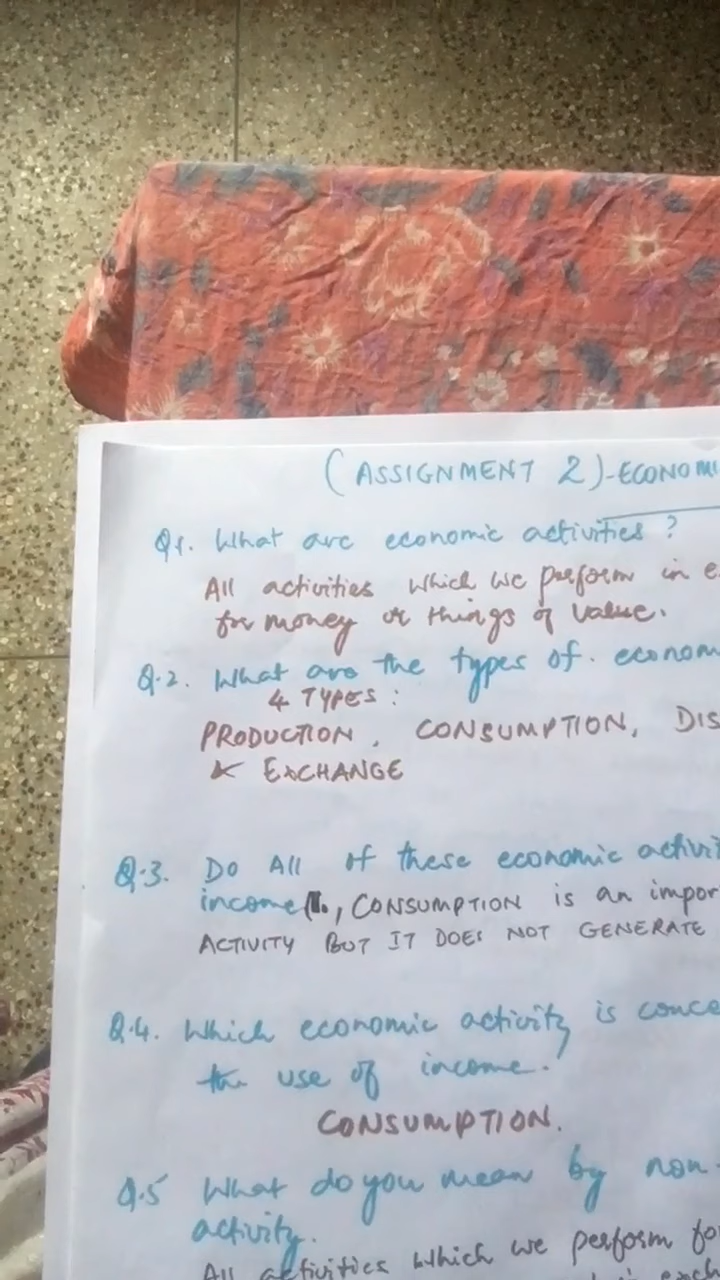 (ASSIGNMENT 2)-ECONOMI
Q1. What are economic activities?
All activities which we perform in e
for money or things of value.
Q.2. What are the types of. econom
4 TYPES:
PRODUCTION, CONSUMPTION, DIS
& EXCHANGE
Q.3. Do All of these economic activi
income, CONSUMPTION is an impor
ACTIVITY BUT IT DOES NOT GENERATE
Q.4. Which economic activity is conce
the use of income.
CONSUMPTION.
Q.5 What do you mean by non-
activity.
All activities which we perform fo
exch